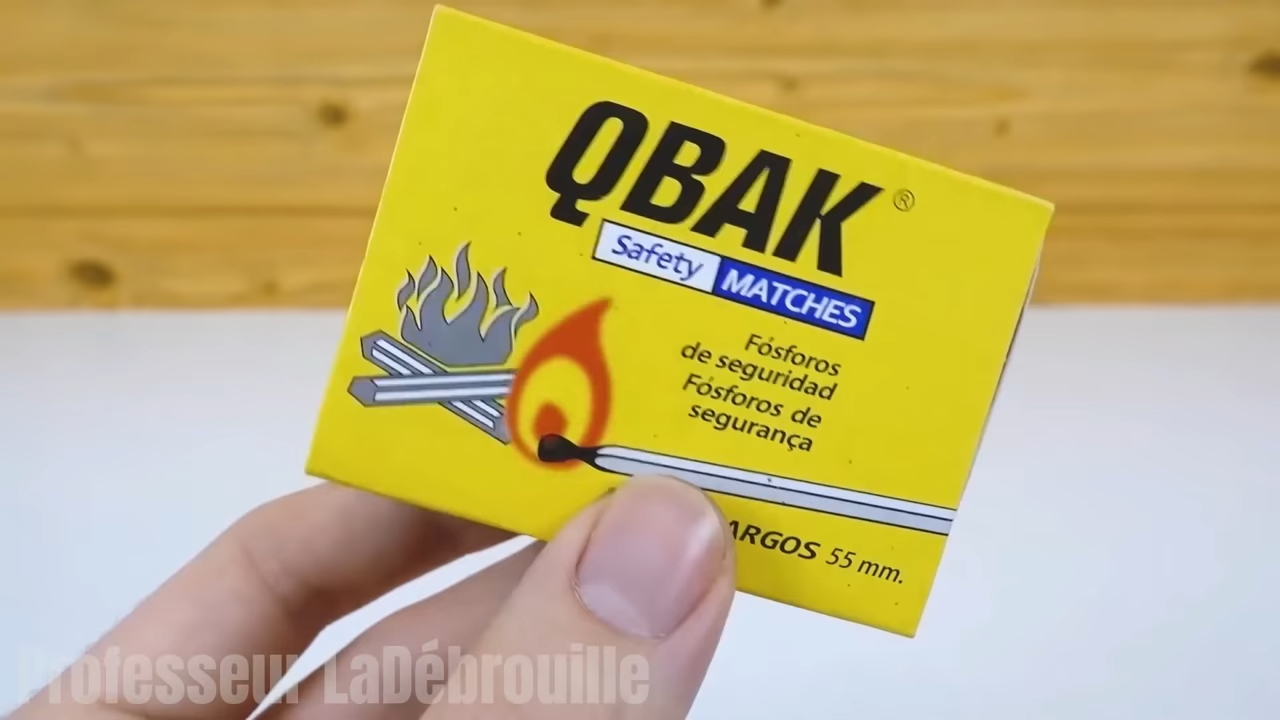 QBAK ®
Safety MATCHES
Fósforos
de seguridad
Fósforos de
segurança
55 mm.
Professeur LaDébrouille